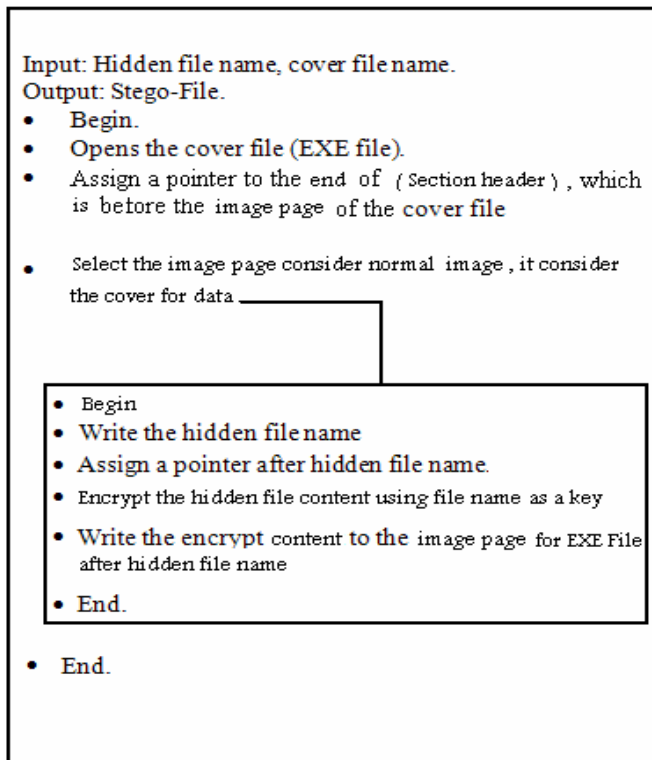 Input: Hidden file name, cover file name.
Output: Stego-File.
• Begin.
• Opens the cover file (EXE file).
• Assign a pointer to the end of (Section header), which
is before the image page of the cover file
• Select the image page consider normal image, it consider
the cover for data
• Begin
• Write the hidden file name
• Assign a pointer after hidden file name.
• Encrypt the hidden file content using file name as a key
• Write the encrypt content to the image page for EXE File
after hidden file name
• End.
• End.